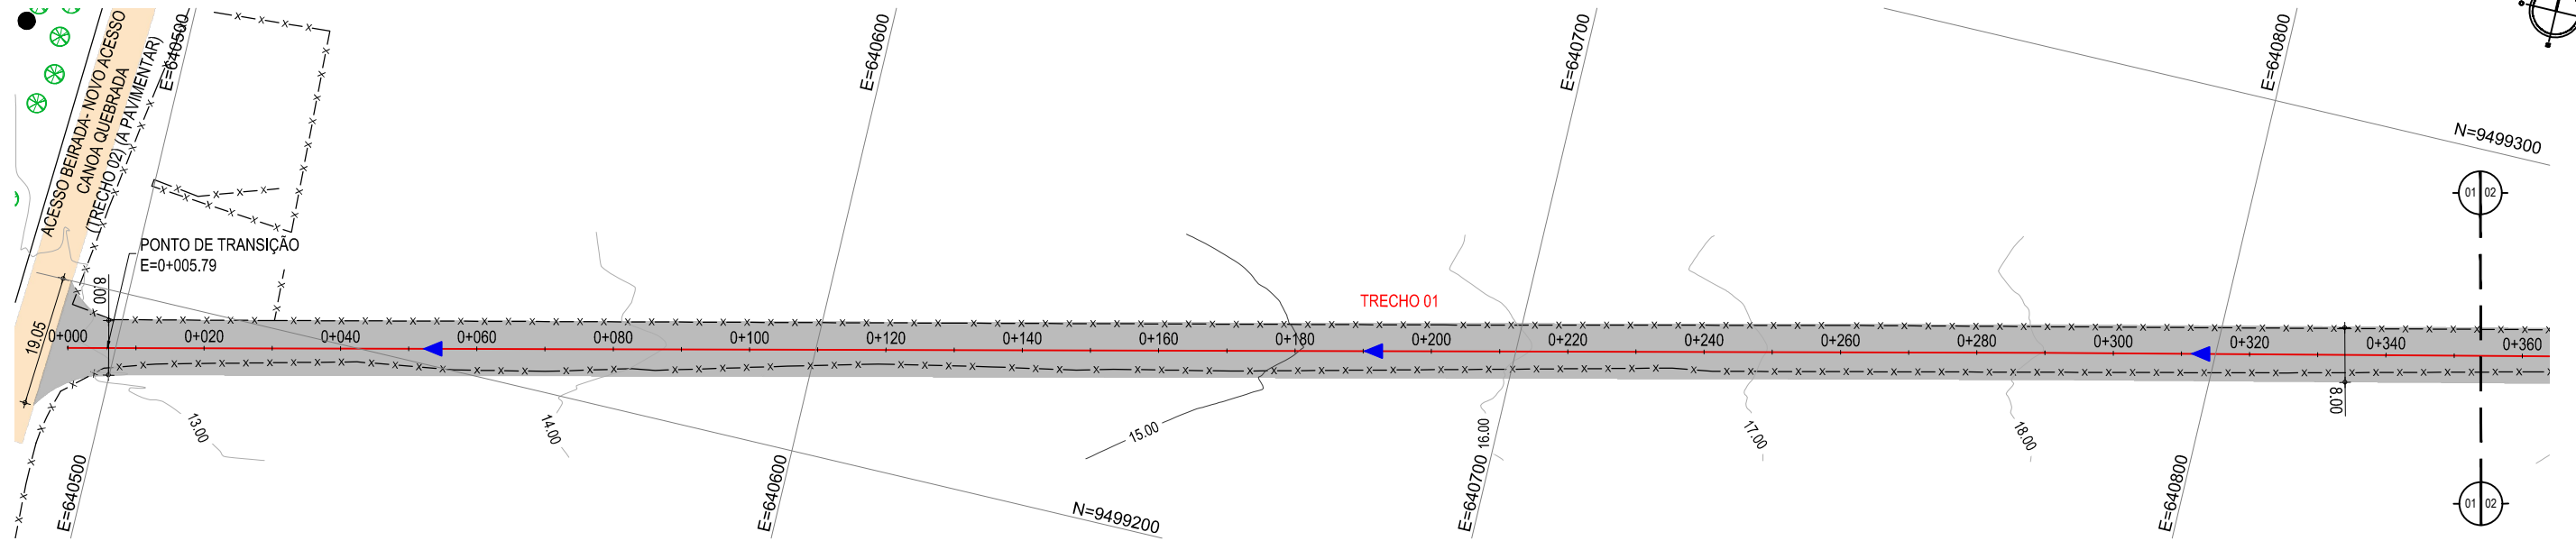 ACESSO BEIRADA- NOVO ACESSO
CANOA QUEBRADA
(TRECHO 02) (A PAVIMENTAR)
E=640500
E=640600
E=640700
E=640800
N=9499300
01 02
PONTO DE TRANSIÇÃO
E=0+005.79
8.00
19.05
TRECHO 01
0+000
0+020
0+040
0+060
0+080
0+100
0+120
0+140
0+160
0+180
0+200
0+220
0+240
0+260
0+280
0+300
0+320
0+340
0+360
8.00
13.00
14.00
15.00
16.00
17.00
18.00
E=640500
E=640600
E=640700
E=640800
N=9499200
01 02